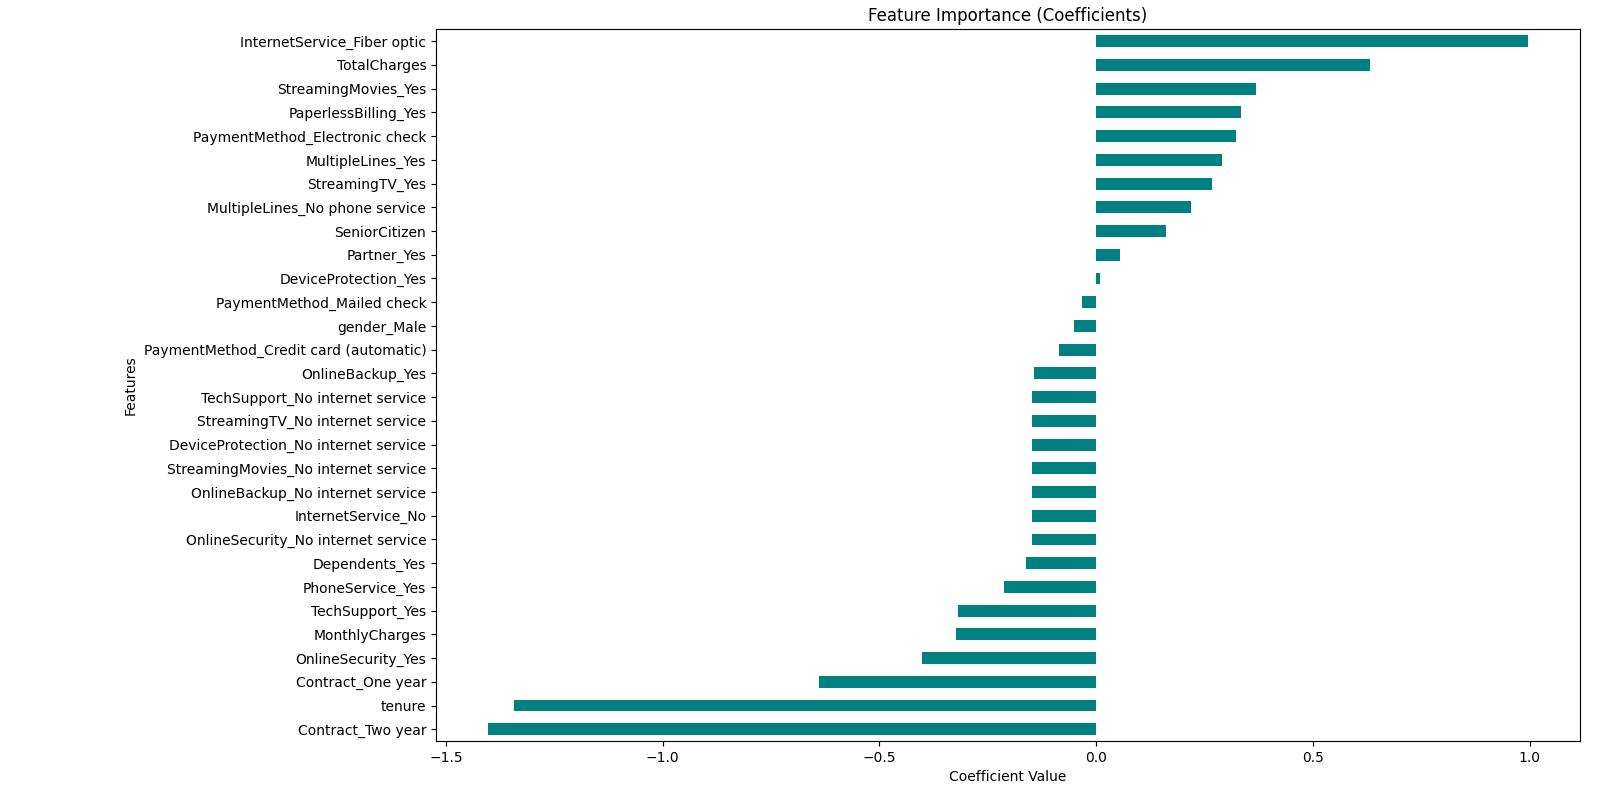 Feature Importance (Coefficients)
InternetService_Fiber optic
TotalCharges
StreamingMovies_Yes
PaperlessBilling_Yes
PaymentMethod_Electronic check
MultipleLines_Yes
StreamingTV_Yes
MultipleLines_No phone service
SeniorCitizen
Partner_Yes
DeviceProtection_Yes
PaymentMethod_Mailed check
gender_Male
PaymentMethod_Credit card (automatic)
OnlineBackup_Yes
TechSupport_No internet service
StreamingTV_No internet service
DeviceProtection_No internet service
StreamingMovies_No internet service
OnlineBackup_No internet service
InternetService_No
OnlineSecurity_No internet service
Dependents_Yes
PhoneService_Yes
TechSupport_Yes
MonthlyCharges
OnlineSecurity_Yes
Contract_One year
tenure
Contract_Two year
Features
−1.5 −1.0 −0.5 0.0 0.5 1.0
Coefficient Value